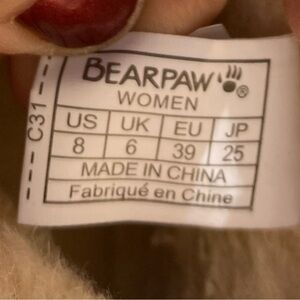 BEARPAW ®
WOMEN
US UK EU JP
8 6 39 25
MADE IN CHINA
Fabriqué en Chine
--- C31 ---